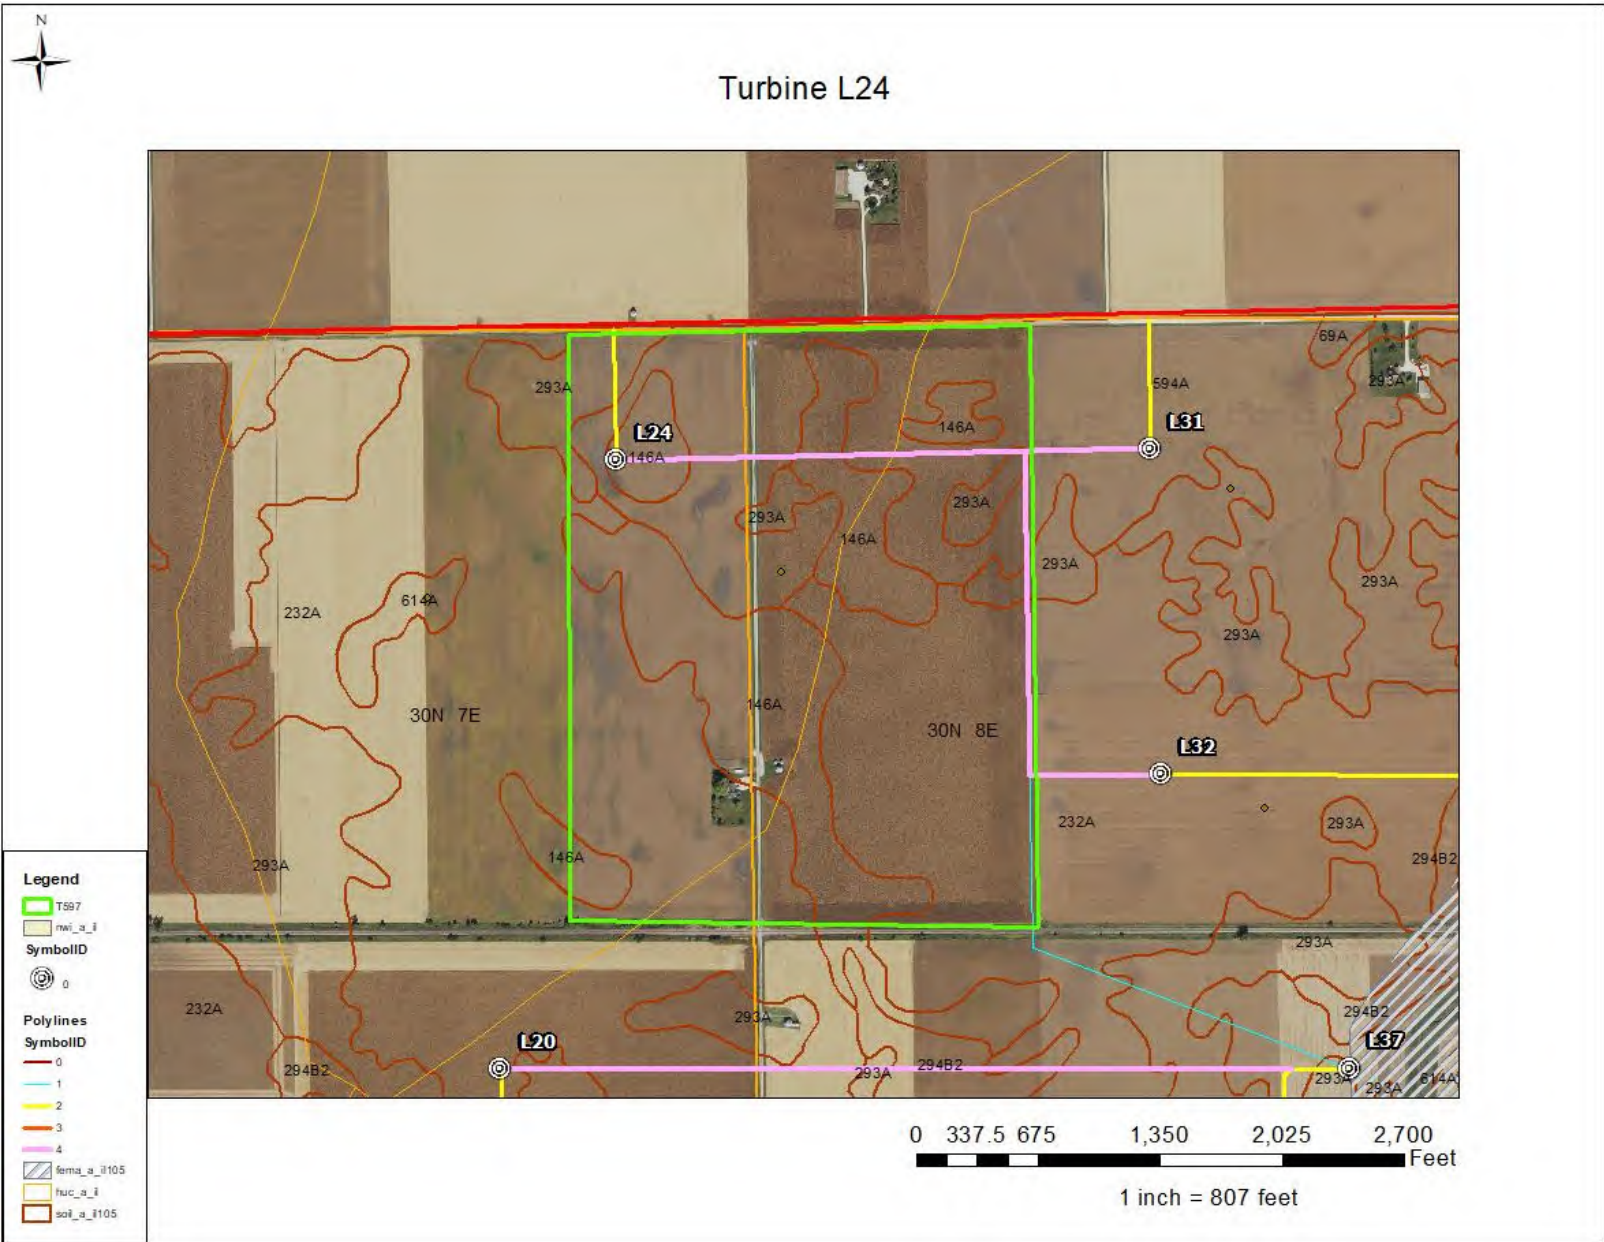 N
Turbine L24
69A
293A
293A
594A
L24
L31
146A
146A
293A
293A
146A
293A
293A
614A
232A
293A
146A
30N 7E
30N 8E
L32
232A
293A
146A
293A
294B2
293A
232A
293A
294B2
L20
L37
294B2
293A
294B2
293A
293A
614A
Legend
T597
nwi_a_il
SymbolID
0
Polylines
SymbolID
0
1
2
3
4
fema_a_il105
huc_a_il
soil_a_il105
0 337.5 675 1,350 2,025 2,700
Feet
1 inch = 807 feet